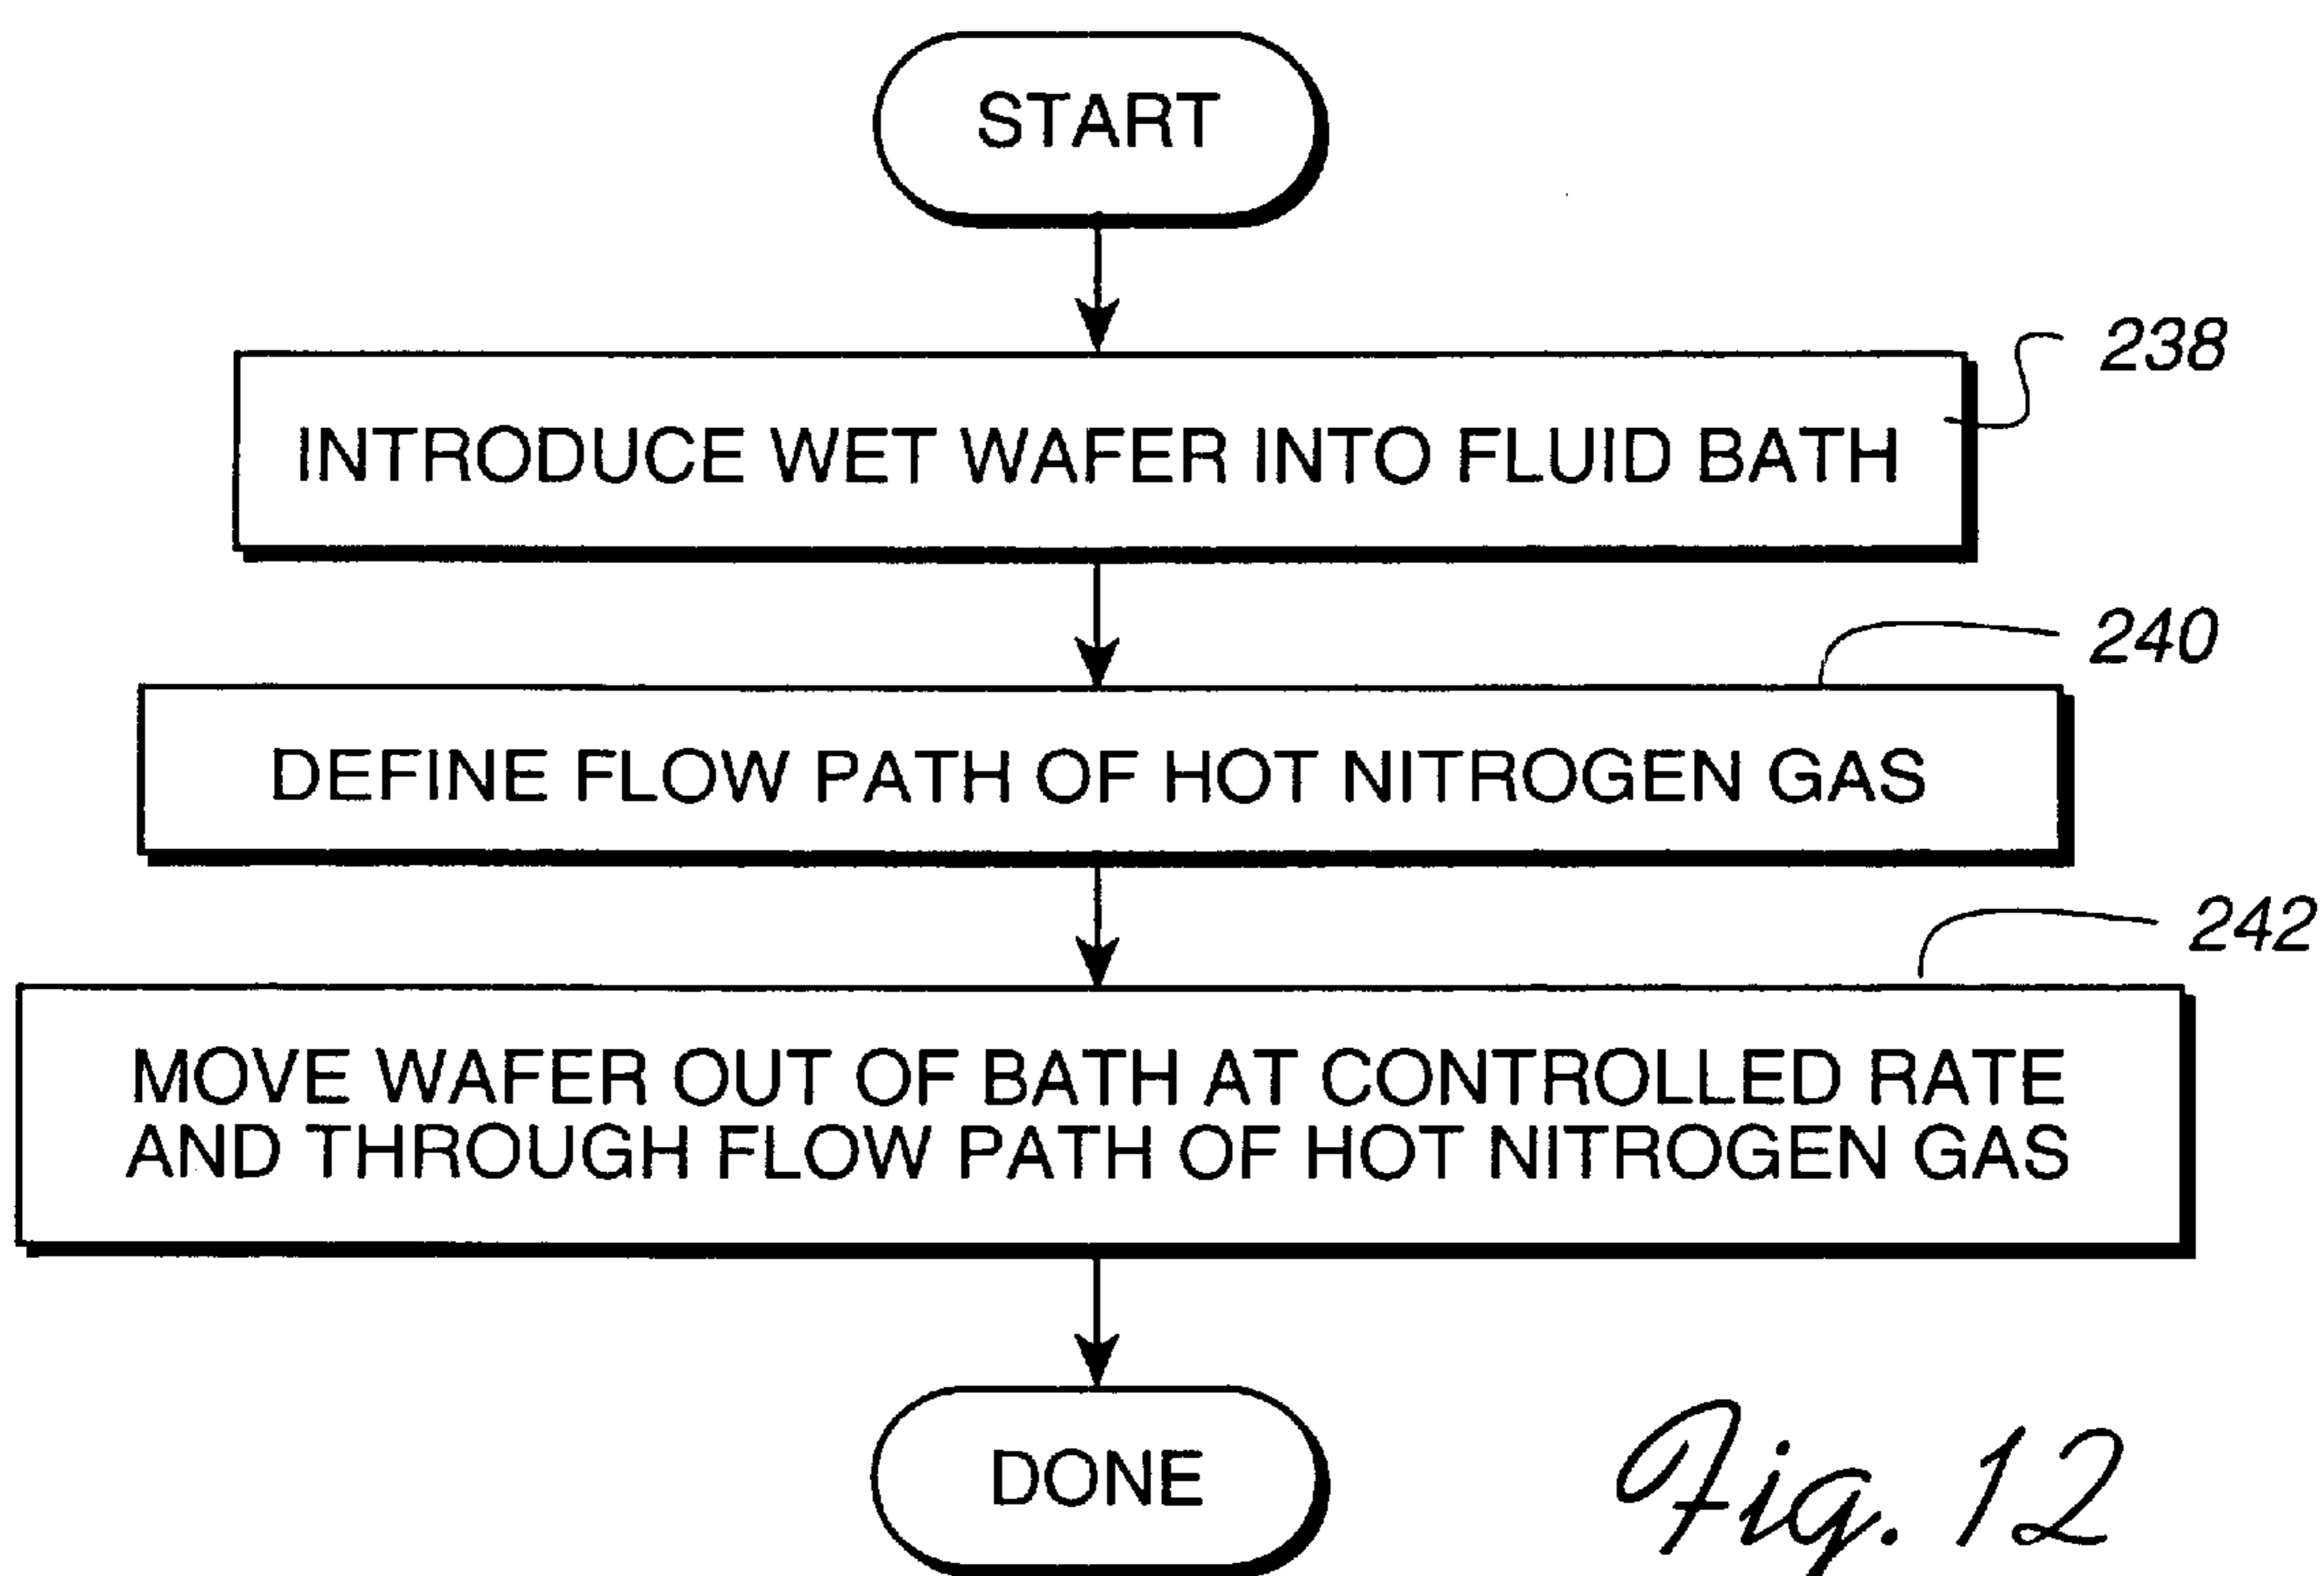 START
238
INTRODUCE WET WAFER INTO FLUID BATH
240
DEFINE FLOW PATH OF HOT NITROGEN GAS
242
MOVE WAFER OUT OF BATH AT CONTROLLED RATE
AND THROUGH FLOW PATH OF HOT NITROGEN GAS
DONE
Fig. 12